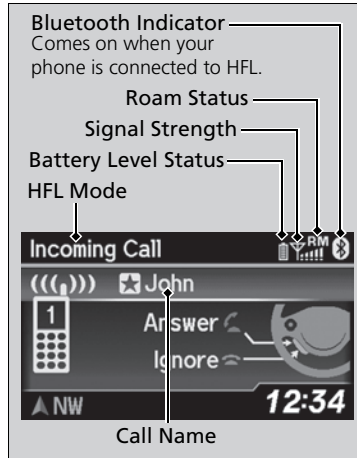 Bluetooth Indicator
Comes on when your
phone is connected to HFL.
Roam Status
Signal Strength
Battery Level Status
HFL Mode
Incoming Call
RM
John
1
Answer
Ignore
NW
12:34
Call Name